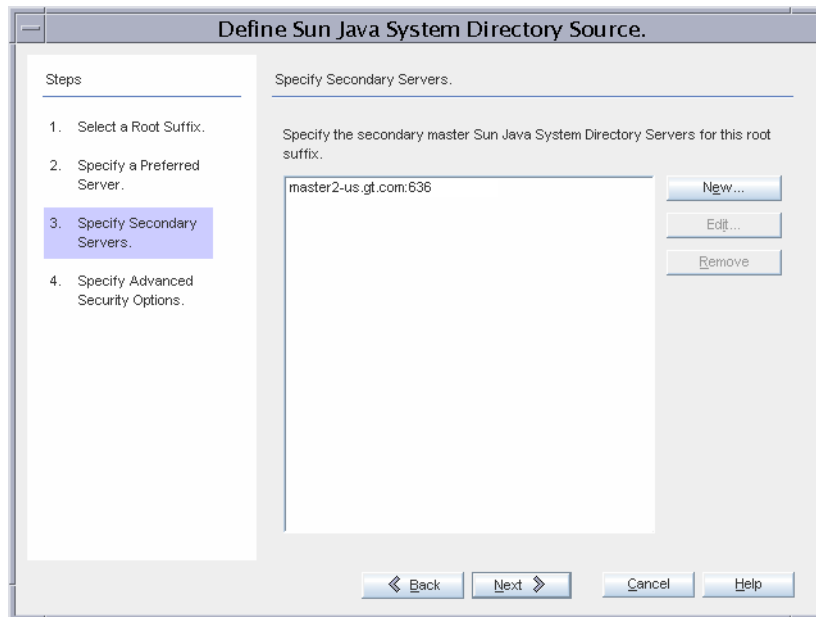 Define Sun Java System Directory Source.
Steps
1. Select a Root Suffix.
2. Specify a Preferred
Server.
3. Specify Secondary
Servers.
4. Specify Advanced
Security Options.
Specify Secondary Servers.
Specify the secondary master Sun Java System Directory Servers for this root
suffix.
master2-us.gt.com:636
New...
Edit...
Remove
Back
Next
Cancel
Help